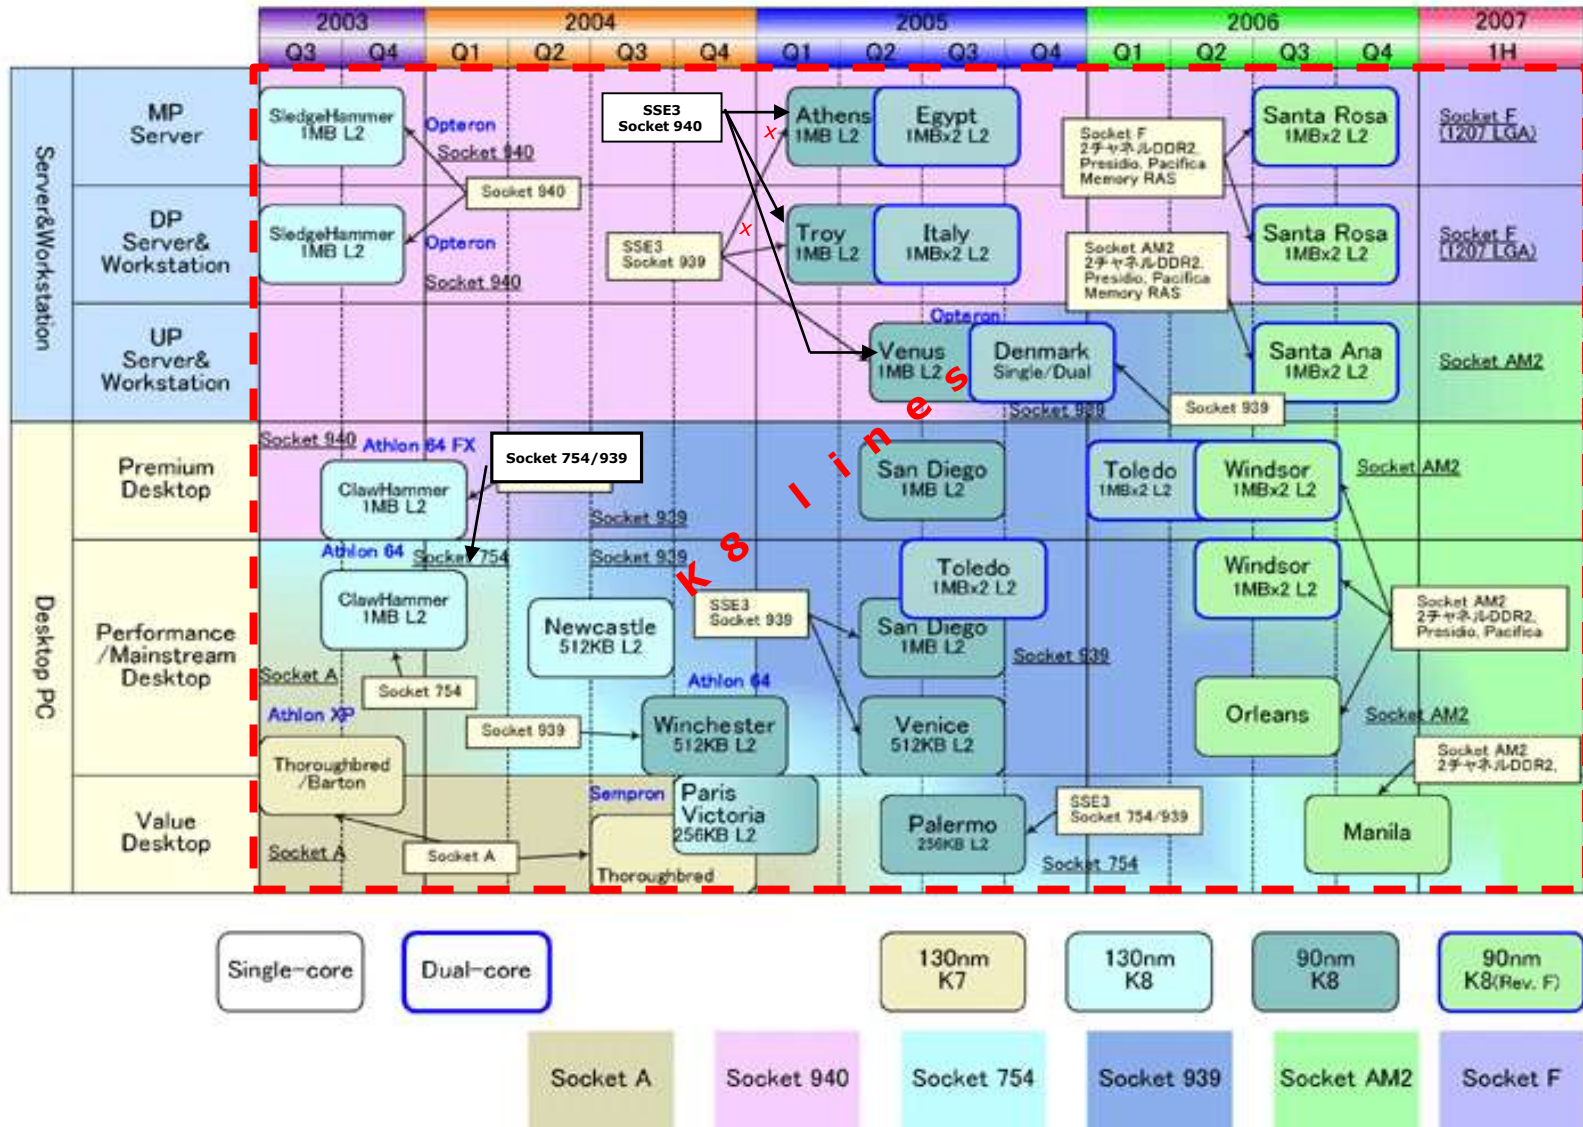 2003 2004 2005 2006 2007
Q3 Q4 Q1 Q2 Q3 Q4 Q1 Q2 Q3 Q4 Q1 Q2 Q3 Q4 1H
Server&Workstation
MP
Server
SledgeHammer
1MB L2
Opteron
Socket 940
SSE3
Socket 940
x
Athens
1MB L2
Egypt
1MBx2 L2
Socket F
2チャネルDDR2,
Presidio, Pacifica
Memory RAS
Santa Rosa
1MBx2 L2
Socket F
(1207 LGA)
Socket 940
DP
Server&
Workstation
SledgeHammer
1MB L2
Opteron
Socket 940
SSE3
Socket 939
x
Troy
1MB L2
Italy
1MBx2 L2
Socket AM2
2チャネルDDR2,
Presidio, Pacifica
Memory RAS
Santa Rosa
1MBx2 L2
Socket F
(1207 LGA)
UP
Server&
Workstation
Opteron
Venus
1MB L2
Denmark
Single/Dual
Socket 939
Socket 939
Santa Ana
1MBx2 L2
Socket AM2
K8 lines
Desktop PC
Premium
Desktop
Socket 940
Athlon 64 FX
ClawHammer
1MB L2
Socket 754/939
Socket 939
San Diego
1MB L2
Toledo
1MBx2 L2
Windsor
1MBx2 L2
Socket AM2
Performance
/Mainstream
Desktop
Athlon 64
Socket 754
ClawHammer
1MB L2
Socket 939
Newcastle
512KB L2
SSE3
Socket 939
Toledo
1MBx2 L2
San Diego
1MB L2
Socket 939
Windsor
1MBx2 L2
Socket AM2
2チャネルDDR2,
Presidio, Pacifica
Socket A
Socket 754
Athlon XP
Thoroughbred
/Barton
Socket 939
Athlon 64
Winchester
512KB L2
Venice
512KB L2
Orleans
Socket AM2
Socket AM2
2チャネルDDR2,
Value
Desktop
Socket A
Socket A
Sempron
Thoroughbred
Paris
Victoria
256KB L2
Palermo
256KB L2
SSE3
Socket 754/939
Socket 754
Manila
Single-core
Dual-core
130nm
K7
130nm
K8
90nm
K8
90nm
K8(Rev. F)
Socket A
Socket 940
Socket 754
Socket 939
Socket AM2
Socket F